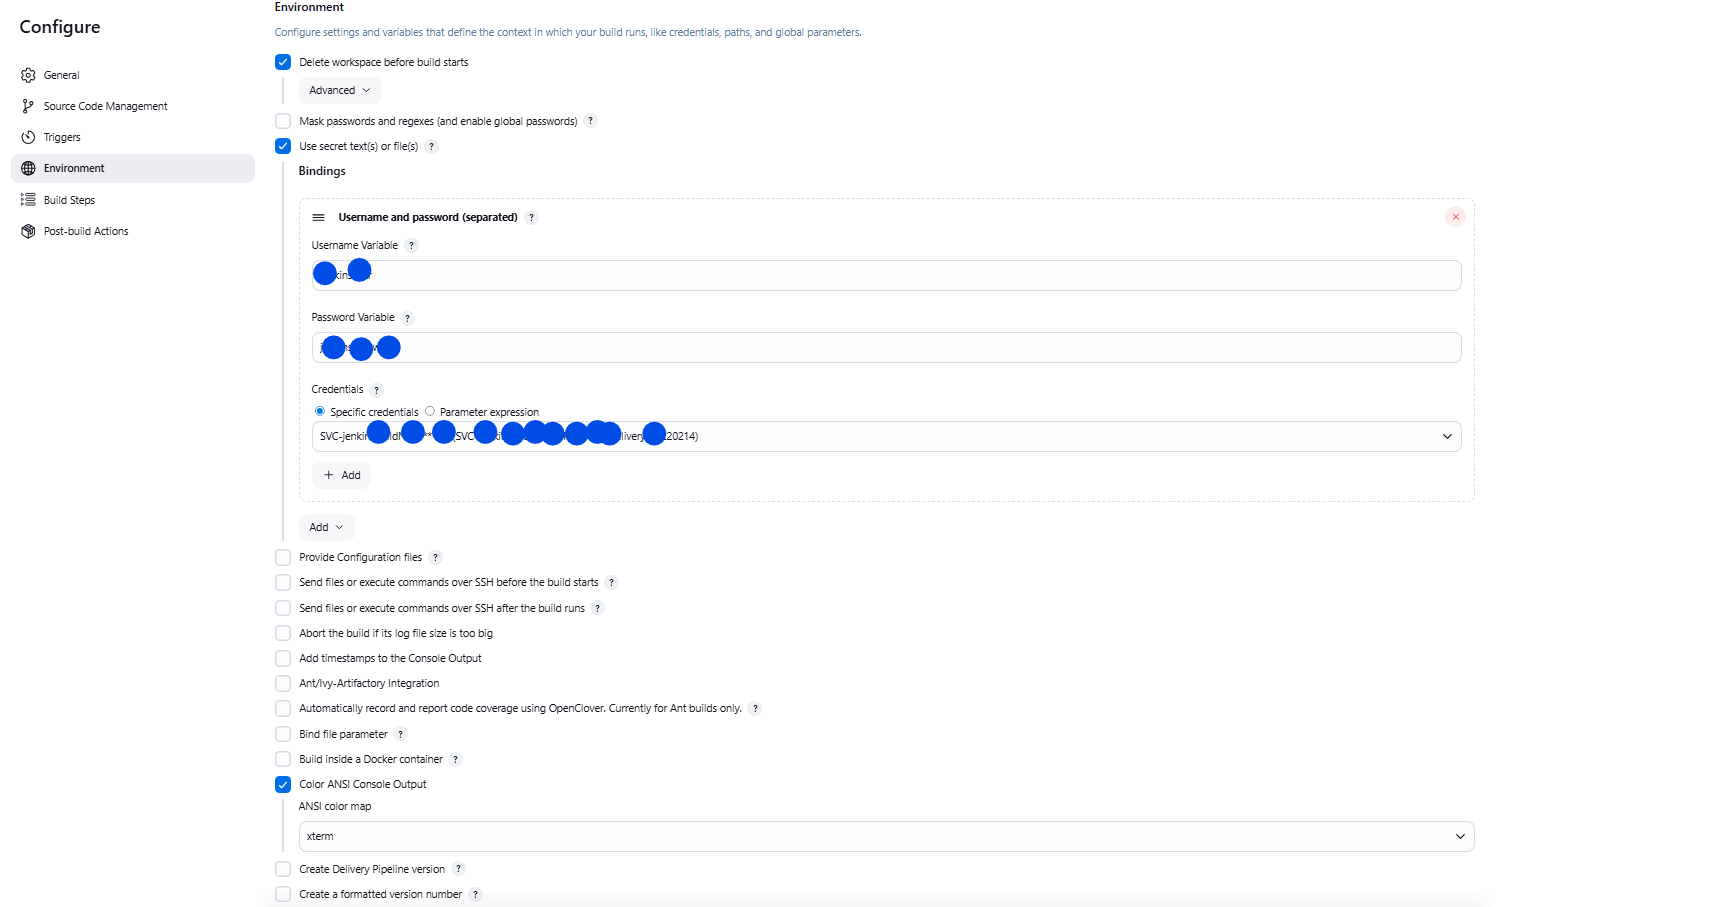 Configure
General
Source Code Management
Triggers
Environment
Build Steps
Post-build Actions
Environment
Configure settings and variables that define the context in which your build runs, like credentials, paths, and global parameters.
Delete workspace before build starts
Advanced
Mask passwords and regexes (and enable global passwords) ?
Use secret text(s) or file(s) ?
Bindings
Username and password (separated) ?
Username Variable ?
Password Variable ?
Credentials ?
Specific credentials Parameter expression
20214)
+ Add
Add
Provide Configuration files ?
Send files or execute commands over SSH before the build starts ?
Send files or execute commands over SSH after the build runs ?
Abort the build if its log file size is too big
Add timestamps to the Console Output
Ant/Ivy-Artifactory Integration
Automatically record and report code coverage using OpenClover. Currently for Ant builds only. ?
Bind file parameter ?
Build inside a Docker container ?
Color ANSI Console Output
ANSI color map
xterm
Create Delivery Pipeline version ?
Create a formatted version number ?